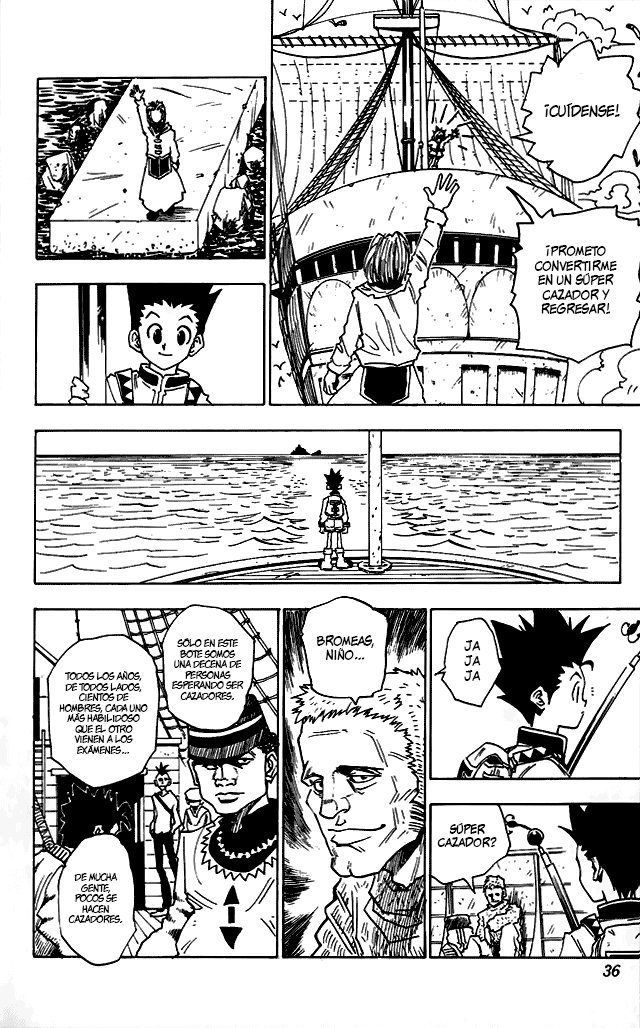 ¡CUÍDENSE!
¡PROMETO
CONVERTIRME
EN UN SÚPER
CAZADOR Y
REGRESAR!
JA
JA
JA
SÚPER
CAZADOR?
BROMEAS,
NIÑO...
SÓLO EN ESTE
BOTE SOMOS
UNA DECENA DE
PERSONAS
ESPERANDO SER
CAZADORES.
TODOS LOS AÑOS,
DE TODOS LADOS,
CIENTOS DE
HOMBRES, CADA UNO
MÁS HABILIDOSO
QUE EL OTRO
VIENEN A LOS
EXÁMENES...
DE MUCHA
GENTE,
POCOS SE
HACEN
CAZADORES.
36